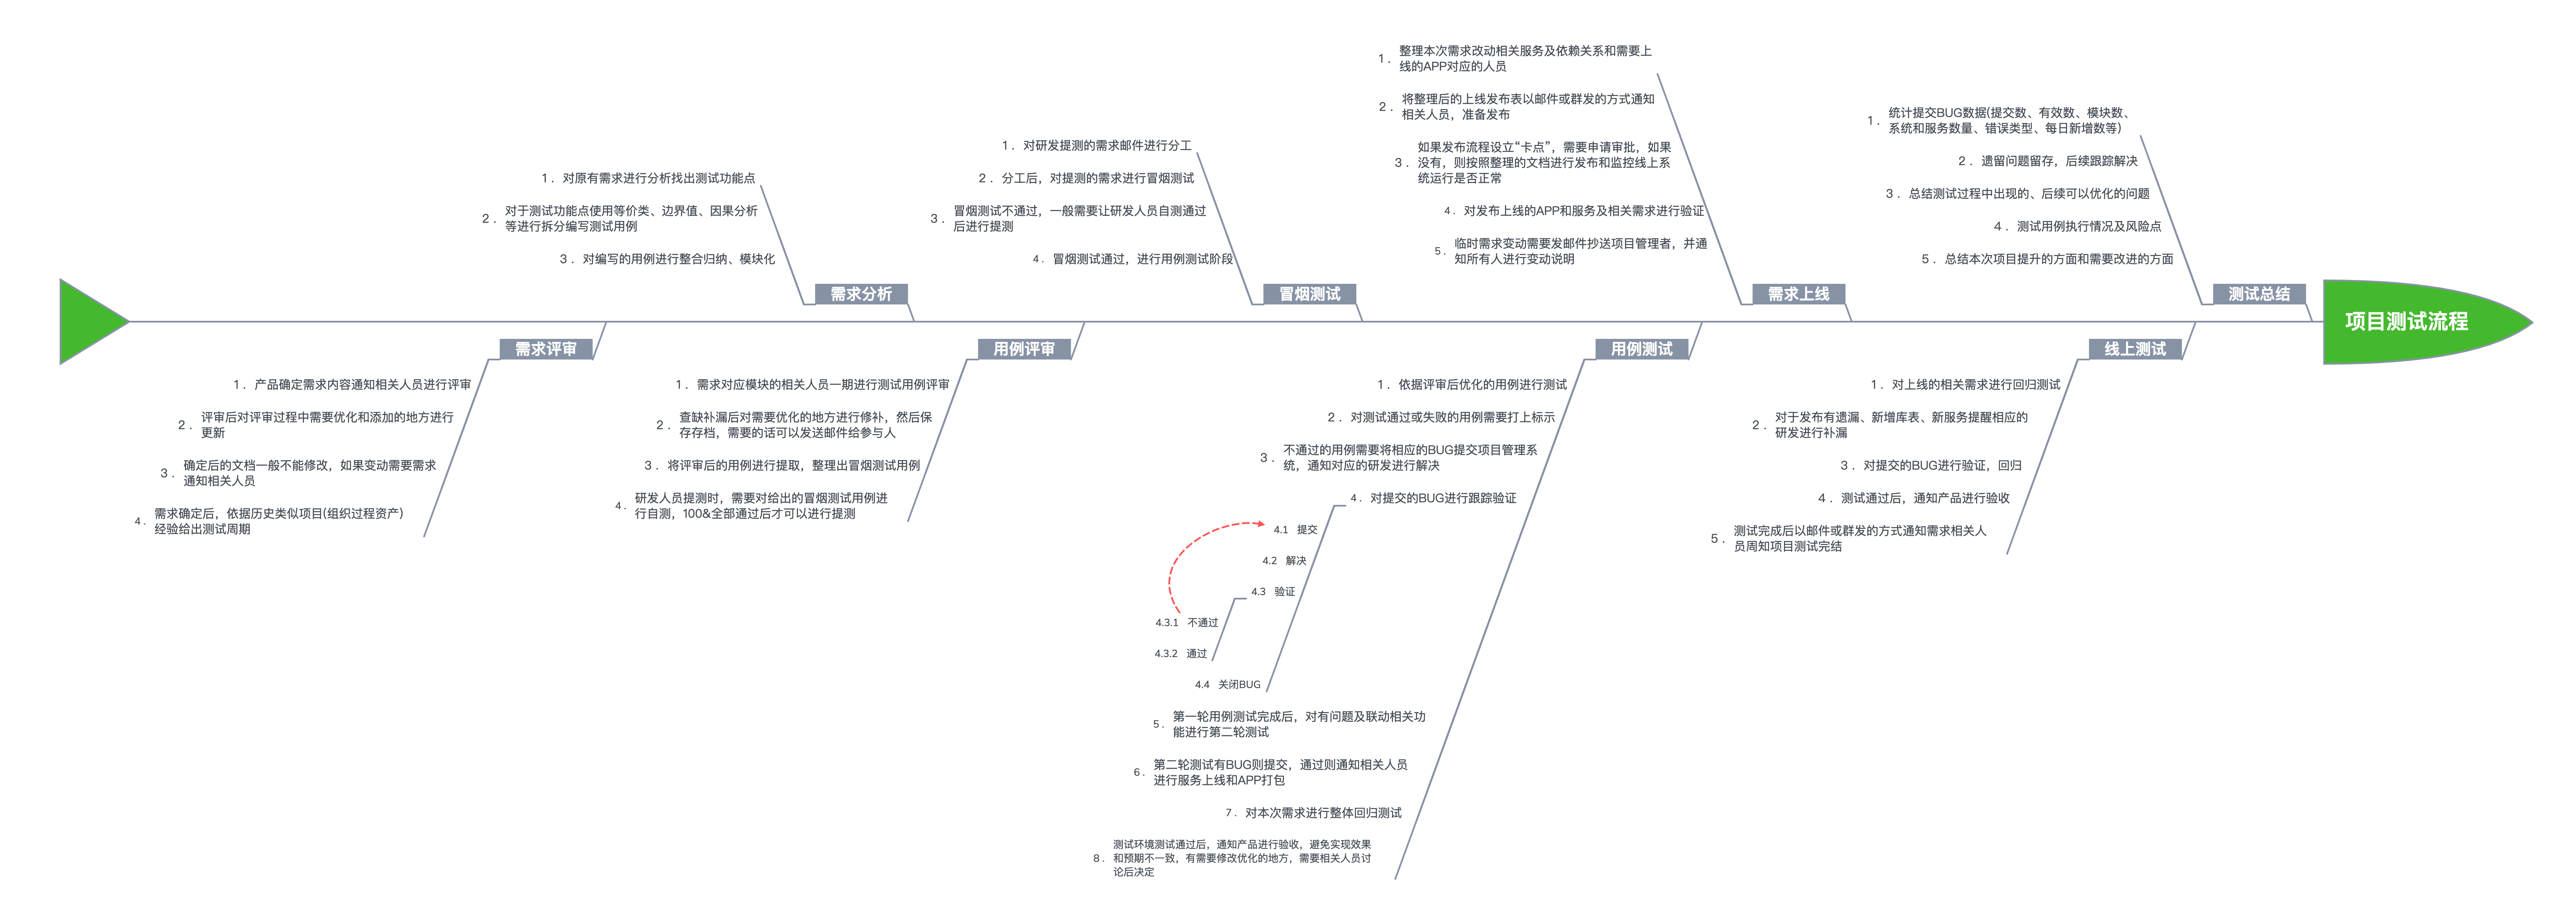 需求评审
1. 产品确定需求内容通知相关人员进行评审
2. 评审后对评审过程中需要优化和添加的地方进行
更新
3. 确定后的文档一般不能修改，如果变动需要需求
通知相关人员
4. 需求确定后，依据历史类似项目(组织过程资产)
经验给出测试周期
需求分析
1. 对原有需求进行分析找出测试功能点
2. 对于测试功能点使用等价类、边界值、因果分析
等进行拆分编写测试用例
3. 对编写的用例进行整合归纳、模块化
用例评审
1. 需求对应模块的相关人员一期进行测试用例评审
2. 查缺补漏后对需要优化的地方进行修补，然后保
存存档，需要的话可以发送邮件给参与人
3. 将评审后的用例进行提取，整理出冒烟测试用例
4. 研发人员提测时，需要对给出的冒烟测试用例进
行自测，100&全部通过后才可以进行提测
冒烟测试
1. 对研发提测的需求邮件进行分工
2. 分工后，对提测的需求进行冒烟测试
3. 冒烟测试不通过，一般需要让研发人员自测通过
后进行提测
4. 冒烟测试通过，进行用例测试阶段
用例测试
1. 依据评审后优化的用例进行测试
2. 对测试通过或失败的用例需要打上标示
3. 不通过的用例需要将相应的BUG提交项目管理系
统，通知对应的研发进行解决
4. 对提交的BUG进行跟踪验证
4.1 提交
4.2 解决
4.3 验证
4.3.1 不通过
4.3.2 通过
4.4 关闭BUG
5. 第一轮用例测试完成后，对有问题及联动相关功
能进行第二轮测试
6. 第二轮测试有BUG则提交，通过则通知相关人员
进行服务上线和APP打包
7. 对本次需求进行整体回归测试
8. 测试环境测试通过后，通知产品进行验收，避免实现效果
和预期不一致，有需要修改优化的地方，需要相关人员讨
论后决定
需求上线
1. 整理本次需求改动相关服务及依赖关系和需要上
线的APP对应的人员
2. 将整理后的上线发布表以邮件或群发的方式通知
相关人员，准备发布
3. 如果发布流程设立“卡点”，需要申请审批，如果
没有，则按照整理的文档进行发布和监控线上系
统运行是否正常
4. 对发布上线的APP和服务及相关需求进行验证
5. 临时需求变动需要发邮件抄送项目管理者，并通
知所有人进行变动说明
线上测试
1. 对上线的相关需求进行回归测试
2. 对于发布有遗漏、新增库表、新服务提醒相应的
研发进行补漏
3. 对提交的BUG进行验证，回归
4. 测试通过后，通知产品进行验收
5. 测试完成后以邮件或群发的方式通知需求相关人
员周知项目测试完结
测试总结
1. 统计提交BUG数据(提交数、有效数、模块数、
系统和服务数量、错误类型、每日新增数等)
2. 遗留问题留存，后续跟踪解决
3. 总结测试过程中出现的、后续可以优化的问题
4. 测试用例执行情况及风险点
5. 总结本次项目提升的方面和需要改进的方面
项目测试流程